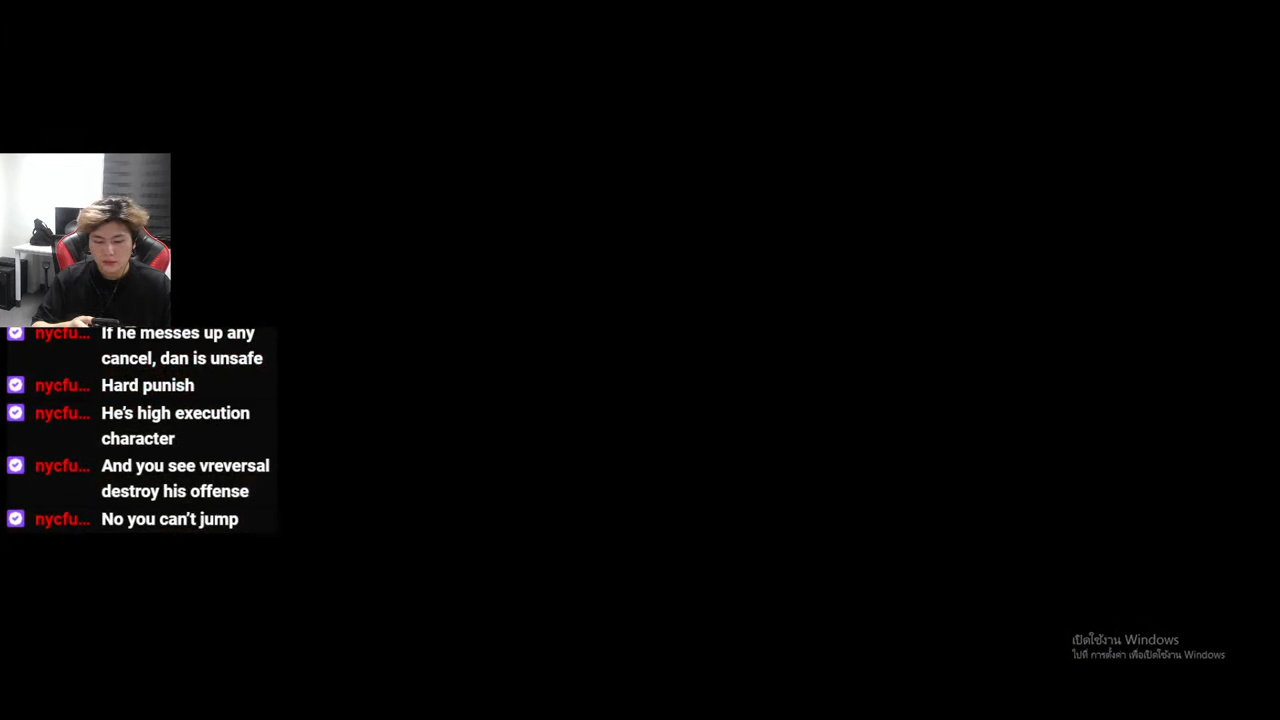 nycfu... If he messes up any
cancel, dan is unsafe
nycfu... Hard punish
nycfu... He's high execution
character
nycfu... And you see vreversal
destroy his offense
nycfu... No you can't jump
เปิดใช้งาน Windows
ไปที่ การตั้งค่า เพื่อเปิดใช้งาน Windows